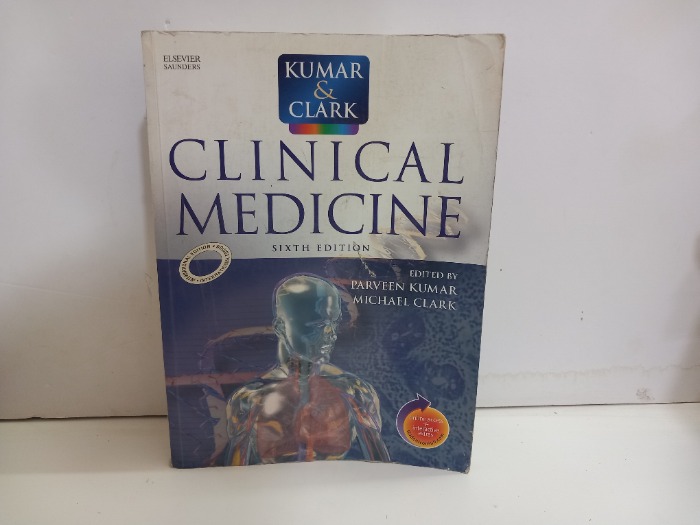 ELSEVIER
SAUNDERS
KUMAR
&
CLARK
CLINICAL
MEDICINE
SIXTH EDITION
EDITED BY
PARVEEN KUMAR
MICHAEL CLARK